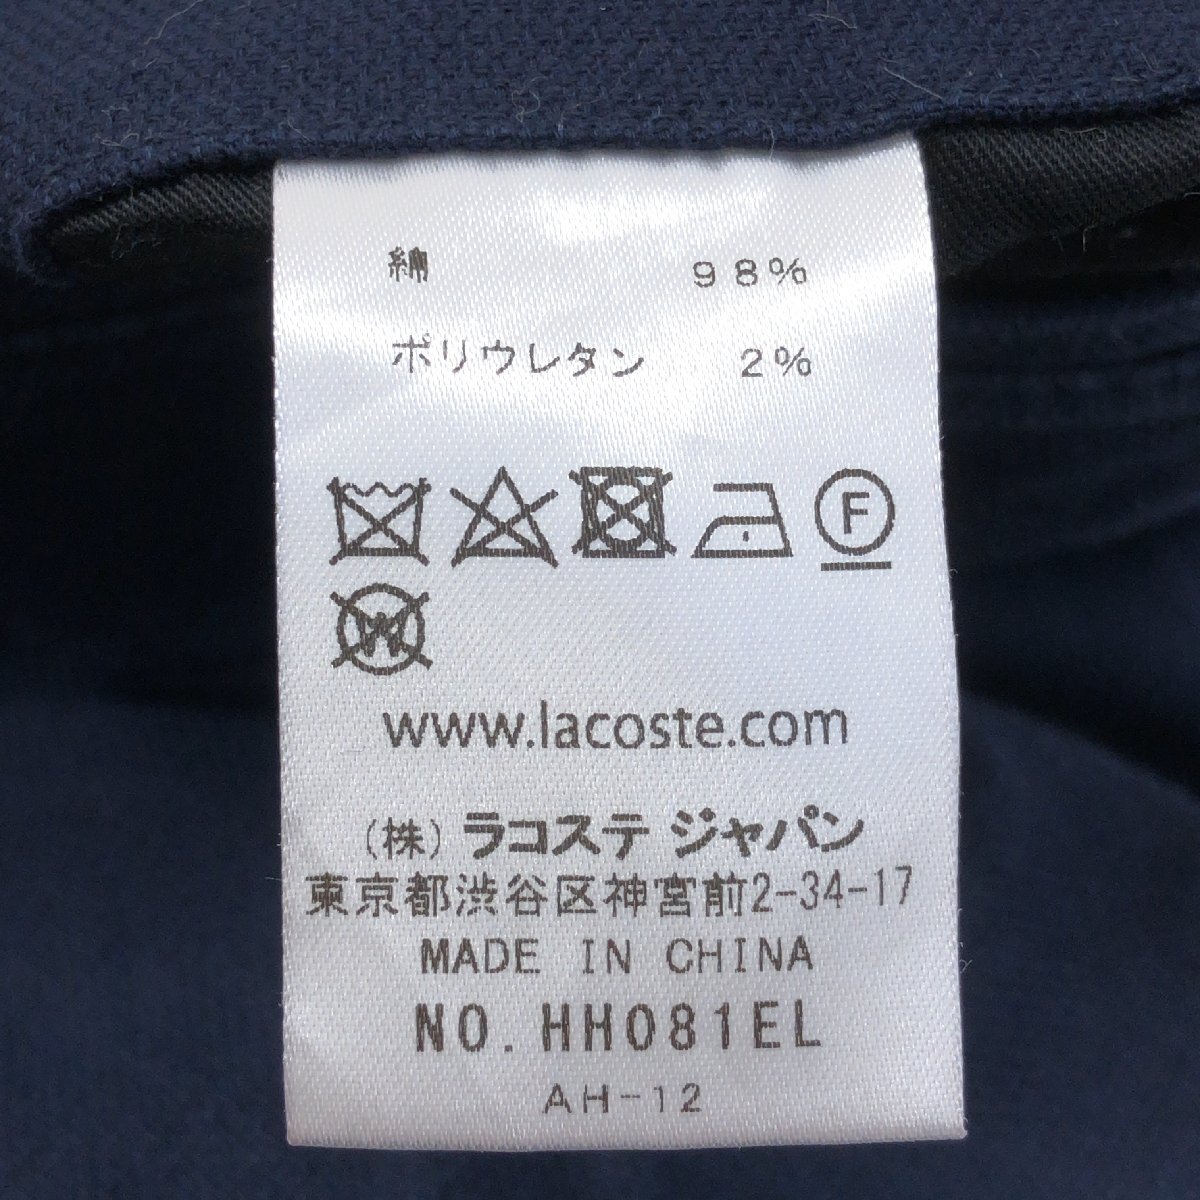 綿 98%
ポリウレタン 2%
F
W
www.lacoste.com
(株) ラコステ ジャパン
東京都渋谷区神宮前2-34-17
MADE IN CHINA
NO. HH081EL
AH-12